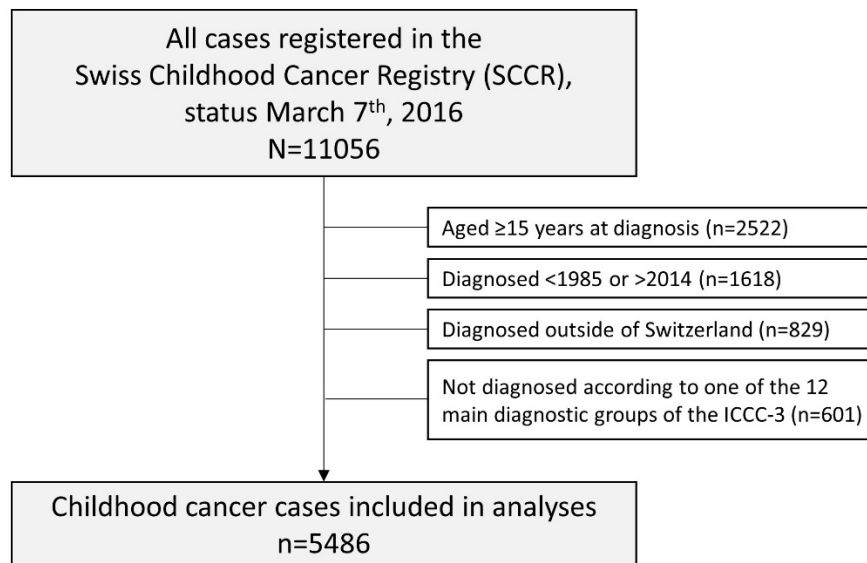 All cases registered in the
Swiss Childhood Cancer Registry (SCCR),
status March 7th, 2016
N=11056
Aged ≥15 years at diagnosis (n=2522)
Diagnosed <1985 or >2014 (n=1618)
Diagnosed outside of Switzerland (n=829)
Not diagnosed according to one of the 12
main diagnostic groups of the ICCC-3 (n=601)
Childhood cancer cases included in analyses
n=5486